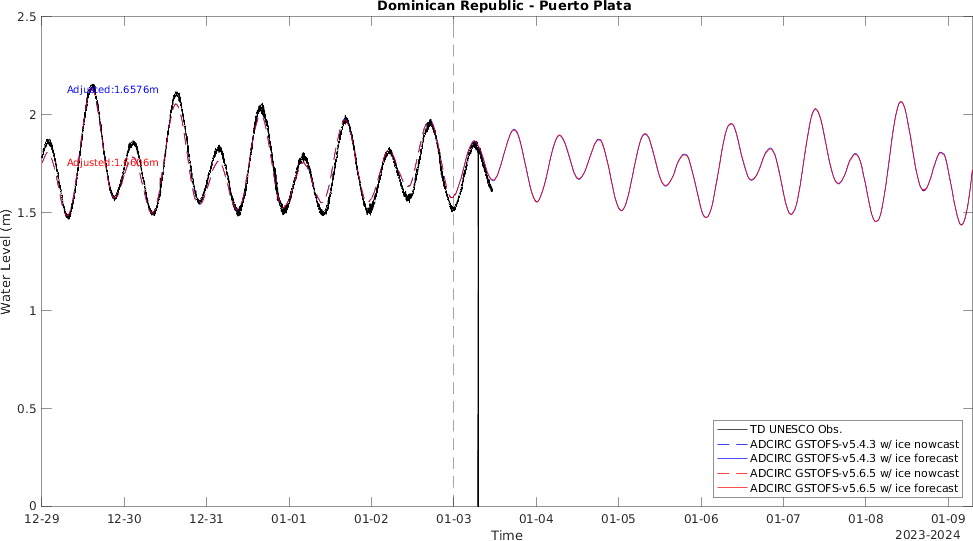 Dominican Republic - Puerto Plata
2.5
2
1.5
1
0.5
0
Water Level (m)
Adjusted:1.6576m
TD UNESCO Obs.
ADCIRC GSTOFS-v5.4.3 w/ ice nowcast
ADCIRC GSTOFS-v5.4.3 w/ ice forecast
ADCIRC GSTOFS-v5.6.5 w/ ice nowcast
ADCIRC GSTOFS-v5.6.5 w/ ice forecast
12-29 12-30 12-31 01-01 01-02 01-03 01-04 01-05 01-06 01-07 01-08 01-09
Time
2023-2024